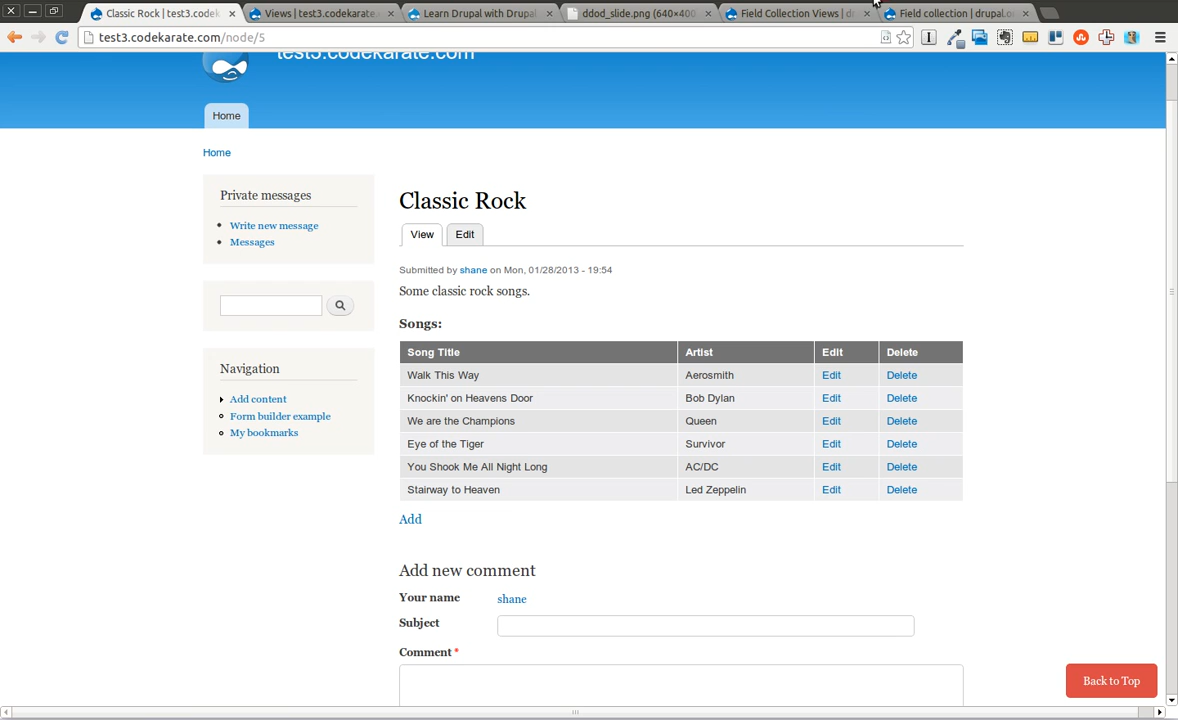 Classic Rock | test3.codek
Views | test3.codekarate.
Learn Drupal with Drupal
ddod_slide.png (640×400
Field Collection Views | d
Field collection | drupal.o
test3.codekarate.com/node/5
test3.codekarate.com
Home
Home
Private messages
Write new message
Messages
Navigation
Add content
Form builder example
My bookmarks
Classic Rock
View Edit
Submitted by shane on Mon, 01/28/2013 - 19:54
Some classic rock songs.
Songs:
Song Title Artist Edit Delete
Walk This Way Aerosmith Edit Delete
Knockin' on Heavens Door Bob Dylan Edit Delete
We are the Champions Queen Edit Delete
Eye of the Tiger Survivor Edit Delete
You Shook Me All Night Long AC/DC Edit Delete
Stairway to Heaven Led Zeppelin Edit Delete
Add
Add new comment
Your name shane
Subject
Comment *
Back to Top